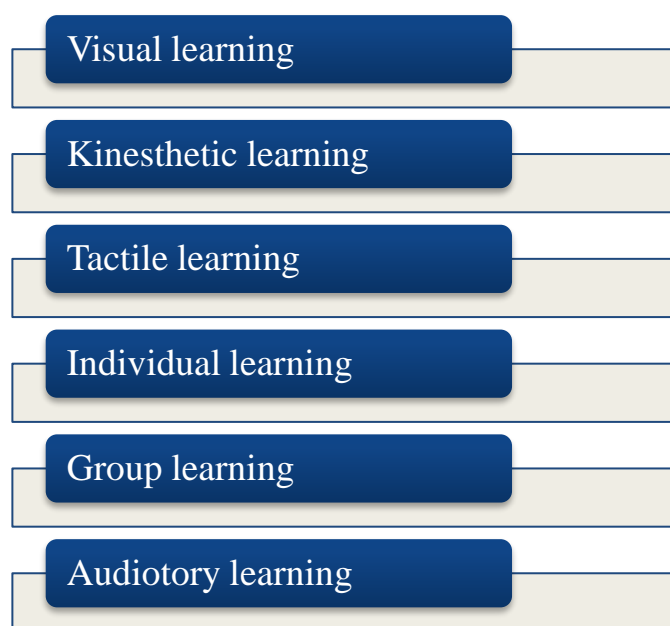 Visual learning
Kinesthetic learning
Tactile learning
Individual learning
Group learning
Audiotory learning